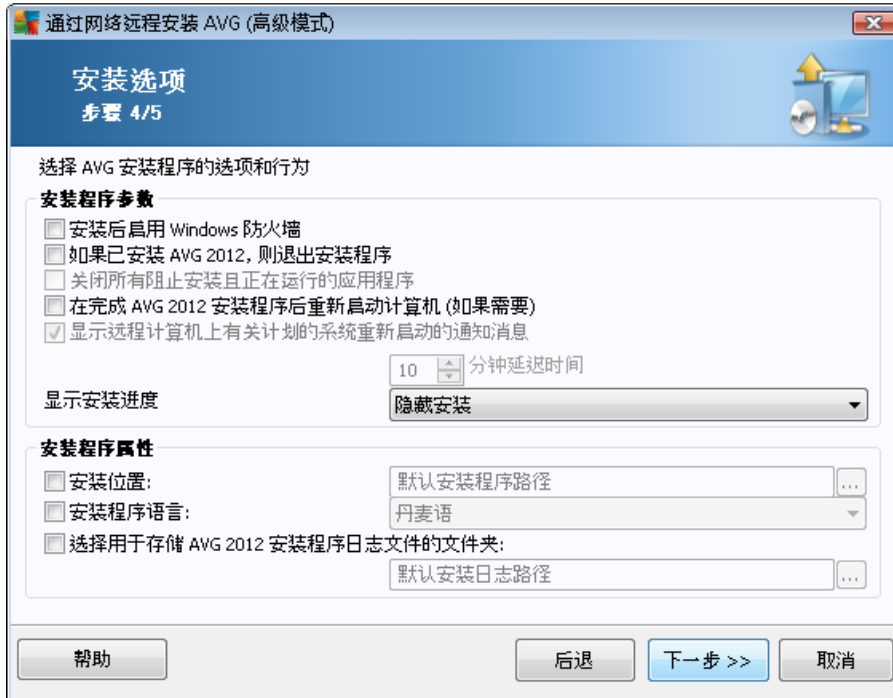 通过网络远程安装 AVG (高级模式)
安装选项
步骤 4/5
选择 AVG 安装程序的选项和行为
安装程序参数
安装后启用 Windows 防火墙
如果已安装 AVG 2012, 则退出安装程序
关闭所有阻止安装且正在运行的应用程序
在完成 AVG 2012 安装程序后重新启动计算机 (如果需要)
显示远程计算机上有关计划的系统重新启动的通知消息
10 分钟延迟时间
显示安装进度 隐藏安装
安装程序属性
安装位置: 默认安装程序路径 ...
安装程序语言: 丹麦语
选择用于存储 AVG 2012 安装程序日志文件的文件夹:
默认安装日志路径 ...
帮助 后退 下一步 >> 取消